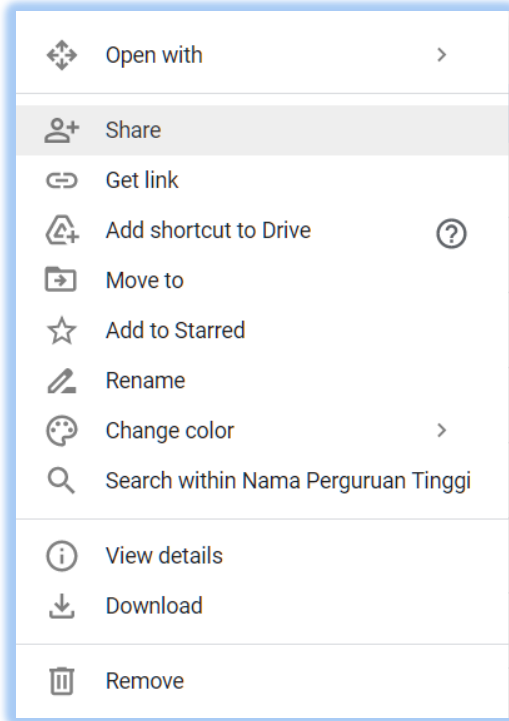 Open with
Share
Get link
Add shortcut to Drive
Move to
Add to Starred
Rename
Change color
Search within Nama Perguruan Tinggi
View details
Download
Remove